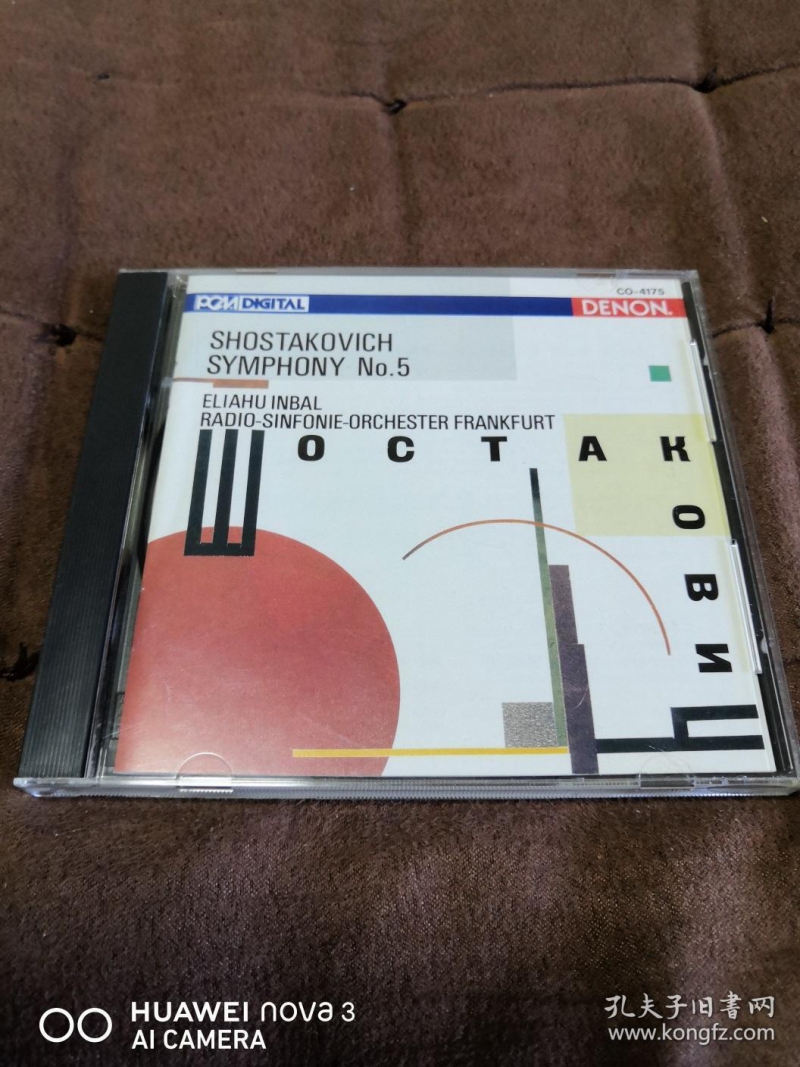 CO-4175
PCM DIGITAL
DENON
SHOSTAKOVICH
SYMPHONY No.5
ELIAHU INBAL
RADIO-SINFONIE-ORCHESTER FRANKFURT
ШОСТАКОВИЧ
HUAWEI nova 3
AI CAMERA
孔夫子旧书网
www.kongfz.com